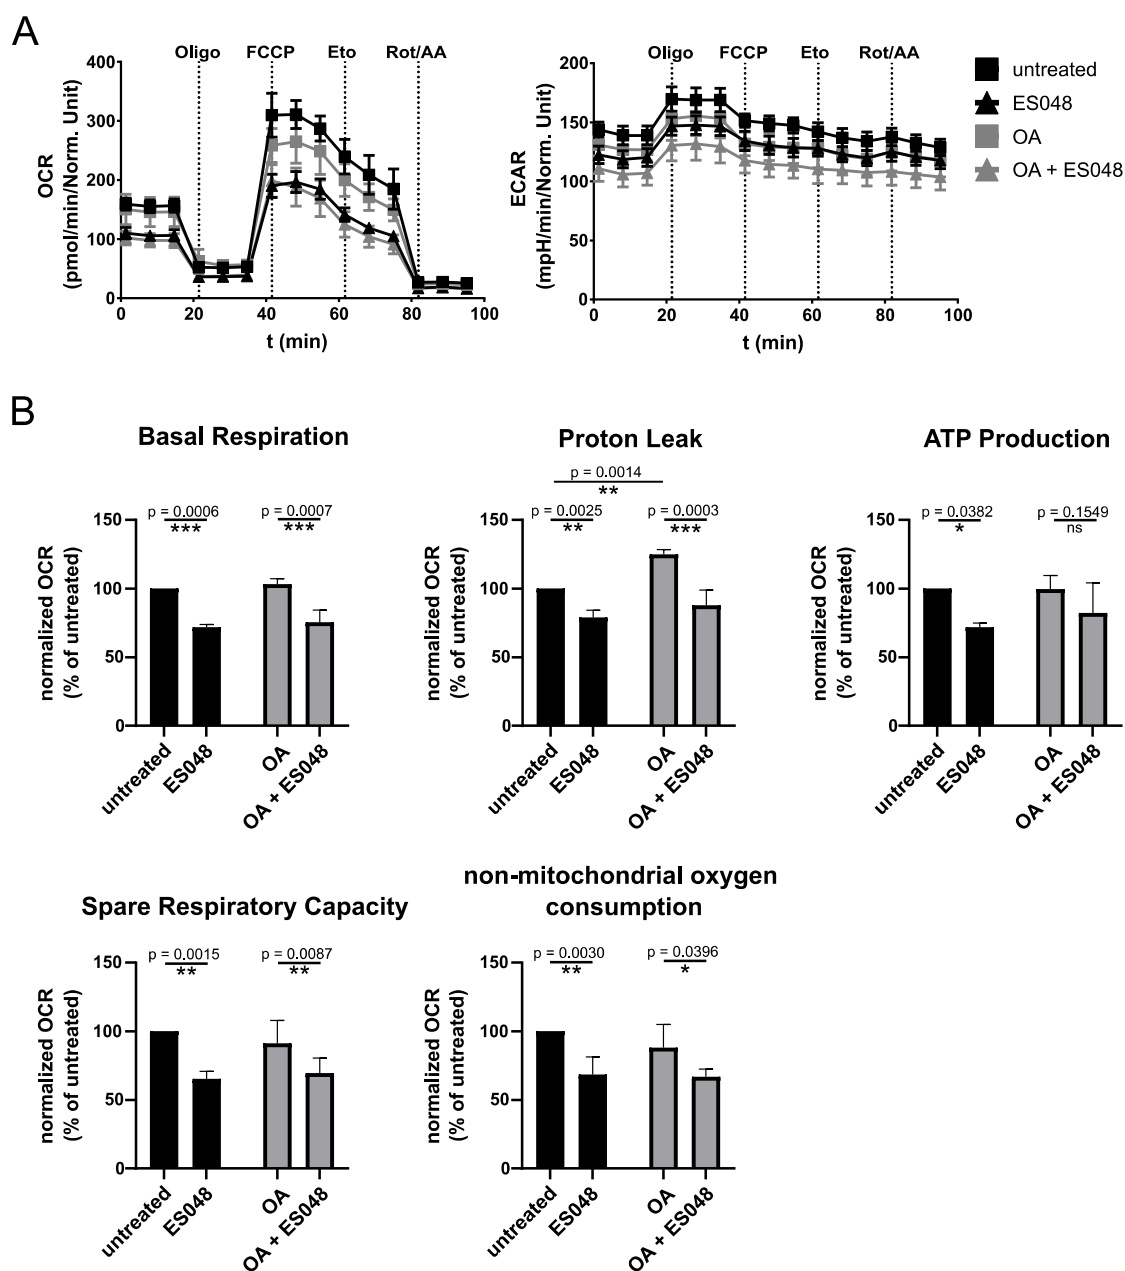 A
Oligo FCCP Eto Rot/AA
OCR
(pmol/min/Norm. Unit)
400
300
200
100
0
0 20 40 60 80 100
t (min)
Oligo FCCP Eto Rot/AA
ECAR
(mpH/min/Norm. Unit)
200
150
100
50
0
0 20 40 60 80 100
t (min)
untreated
ES048
OA
OA + ES048
B
Basal Respiration
normalized OCR
(% of untreated)
150
100
50
0
p = 0.0006 p = 0.0007
*** ***
untreated ES048 OA OA + ES048
Proton Leak
normalized OCR
(% of untreated)
150
100
50
0
p = 0.0014
**
p = 0.0025 p = 0.0003
** ***
untreated ES048 OA OA + ES048
ATP Production
normalized OCR
(% of untreated)
150
100
50
0
p = 0.0382 p = 0.1549
* ns
untreated ES048 OA OA + ES048
Spare Respiratory Capacity
normalized OCR
(% of untreated)
150
100
50
0
p = 0.0015 p = 0.0087
** **
untreated ES048 OA OA + ES048
non-mitochondrial oxygen
consumption
normalized OCR
(% of untreated)
150
100
50
0
p = 0.0030 p = 0.0396
** *
untreated ES048 OA OA + ES048